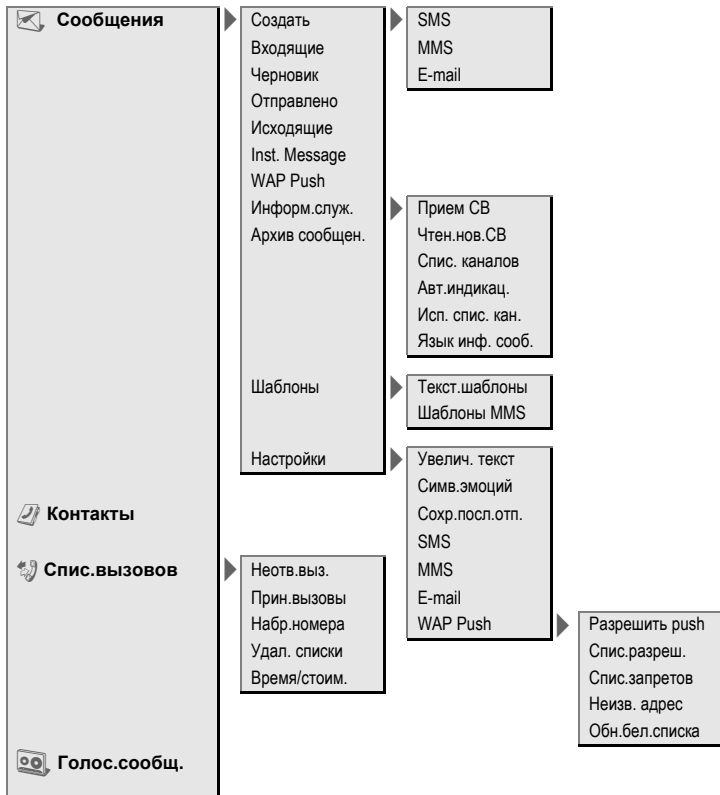 Сообщения
Создать
SMS
Входящие
MMS
Черновик
E-mail
Отправлено
Исходящие
Inst. Message
WAP Push
Информ.служ.
Прием CB
Архив сообщен.
Чтен.нов.CB
Спис. каналов
Авт.индикац.
Исп. спис. кан.
Язык инф. сооб.
Шаблоны
Текст.шаблоны
Шаблоны MMS
Настройки
Увелич. текст
Симв.эмоций
Контакты
Сохр.посл.отп.
SMS
Спис.вызовов
Неотв.выз.
MMS
Прин.вызовы
E-mail
Набр.номера
WAP Push
Разрешить push
Удал. списки
Спис.разреш.
Время/стоим.
Спис.запретов
Неизв. адрес
Обн.бел.списка
Голос.сообщ.